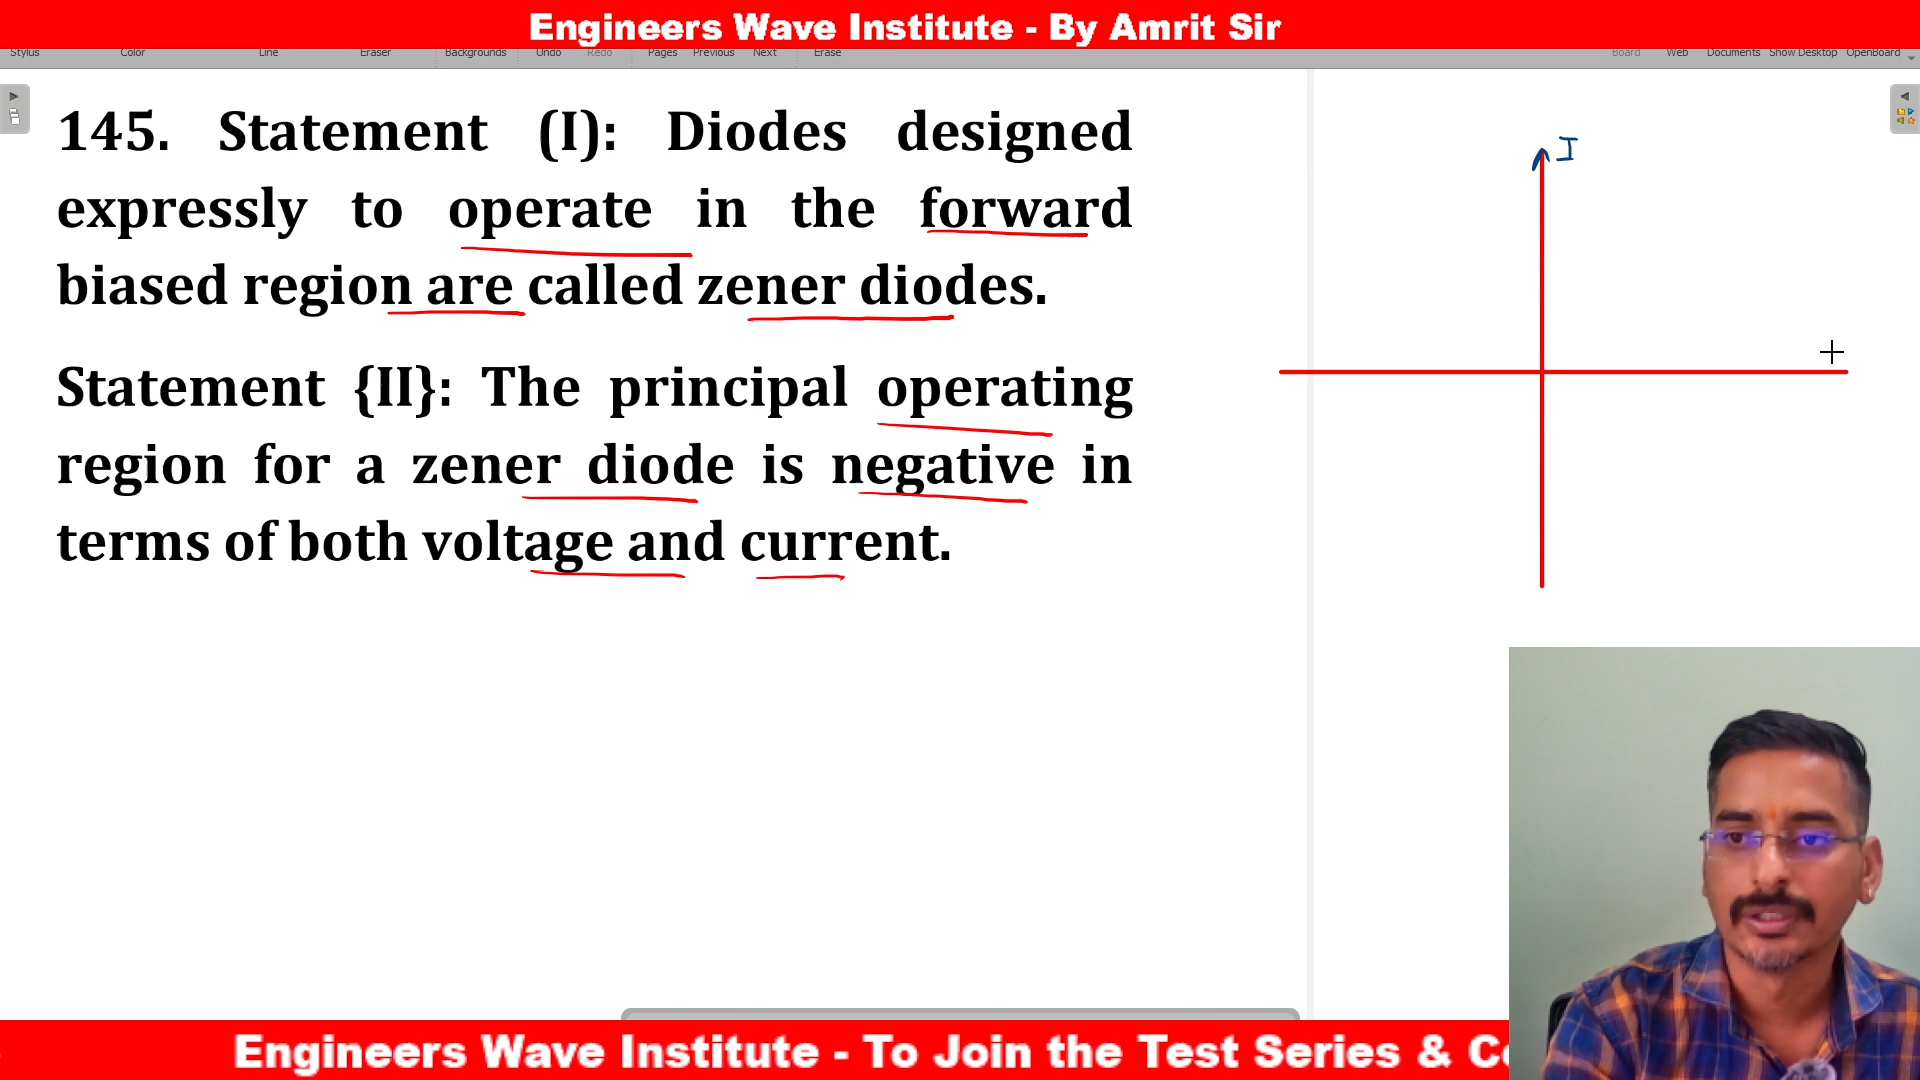 Engineers Wave Institute - By Amrit Sir
Stylus Color Line Eraser Backgrounds Undo Redo Pages Previous Next Erase Board Web Documents Show Desktop OpenBoard
145. Statement (I): Diodes designed
expressly to operate in the forward
biased region are called zener diodes.
Statement {II}: The principal operating
region for a zener diode is negative in
terms of both voltage and current.
I
Engineers Wave Institute - To Join the Test Series &